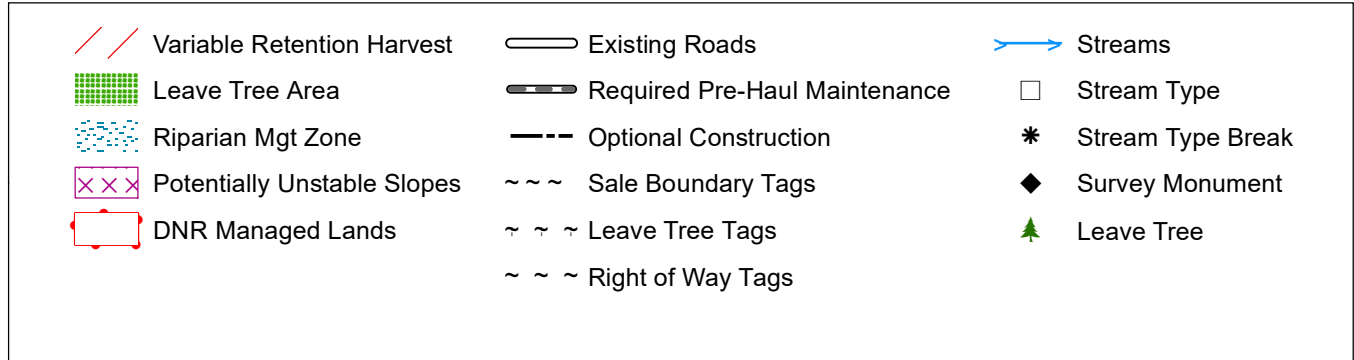 Variable Retention Harvest
Leave Tree Area
Riparian Mgt Zone
Potentially Unstable Slopes
DNR Managed Lands
Existing Roads
Required Pre-Haul Maintenance
Optional Construction
Sale Boundary Tags
Leave Tree Tags
Right of Way Tags
Streams
Stream Type
Stream Type Break
Survey Monument
Leave Tree